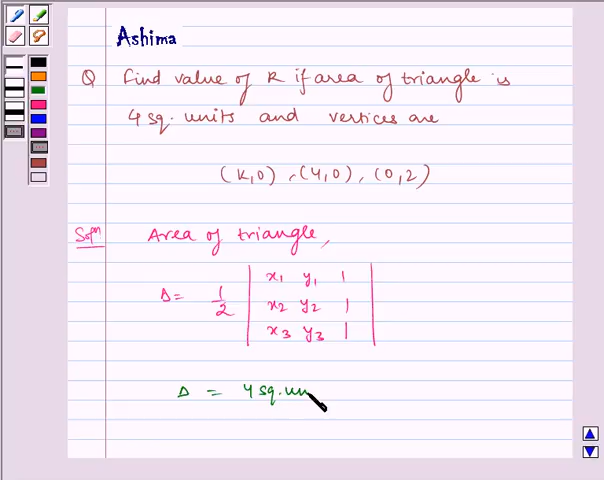 Ashima
Q Find value of K if area of triangle is
4 sq. units and vertices are
(K,0), (4,0), (0,2)
Solⁿ Area of triangle,
Δ = 1/2 | x₁ y₁ 1 |
| x₂ y₂ 1 |
| x₃ y₃ 1 |
Δ = 4 sq. un